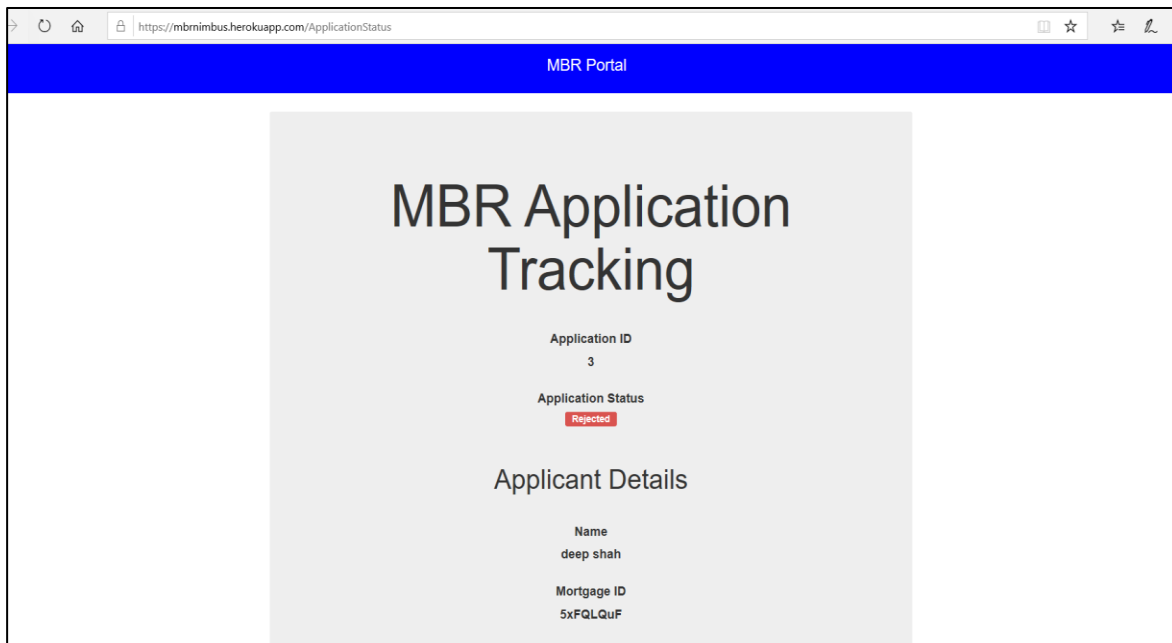 https://mbrnimbus.herokuapp.com/ApplicationStatus
MBR Portal
MBR Application
Tracking
Application ID
3
Application Status
Rejected
Applicant Details
Name
deep shah
Mortgage ID
5xFQLQuF